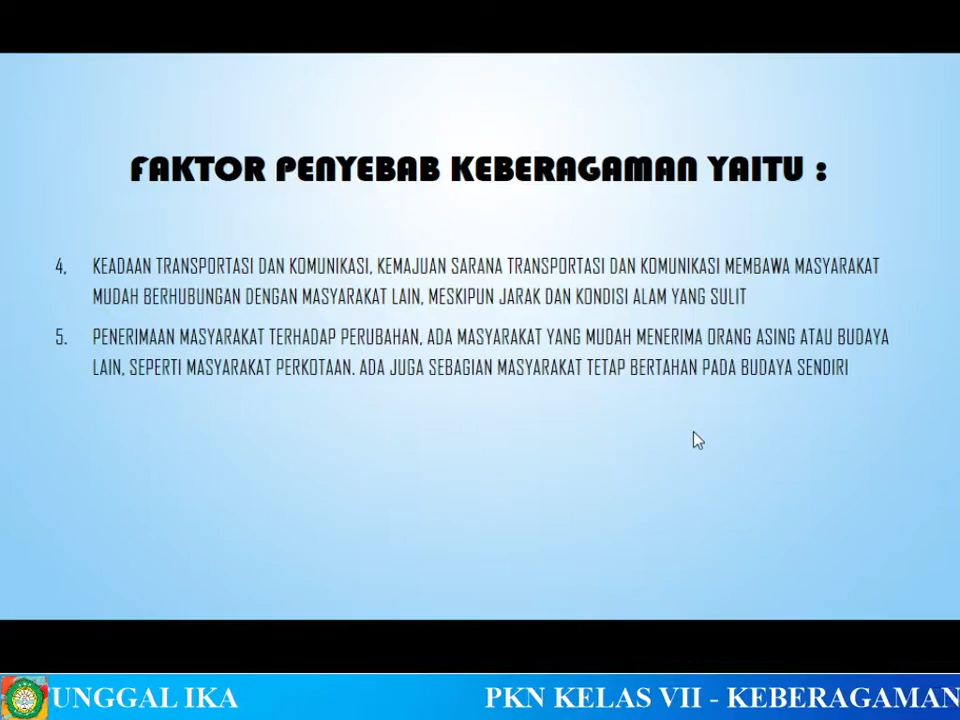 FAKTOR PENYEBAB KEBERAGAMAN YAITU :
4. KEADAAN TRANSPORTASI DAN KOMUNIKASI, KEMAJUAN SARANA TRANSPORTASI DAN KOMUNIKASI MEMBAWA MASYARAKAT
MUDAH BERHUBUNGAN DENGAN MASYARAKAT LAIN, MESKIPUN JARAK DAN KONDISI ALAM YANG SULIT
5. PENERIMAAN MASYARAKAT TERHADAP PERUBAHAN, ADA MASYARAKAT YANG MUDAH MENERIMA ORANG ASING ATAU BUDAYA
LAIN, SEPERTI MASYARAKAT PERKOTAAN. ADA JUGA SEBAGIAN MASYARAKAT TETAP BERTAHAN PADA BUDAYA SENDIRI
UNGGAL IKA PKN KELAS VII - KEBERAGAMAN